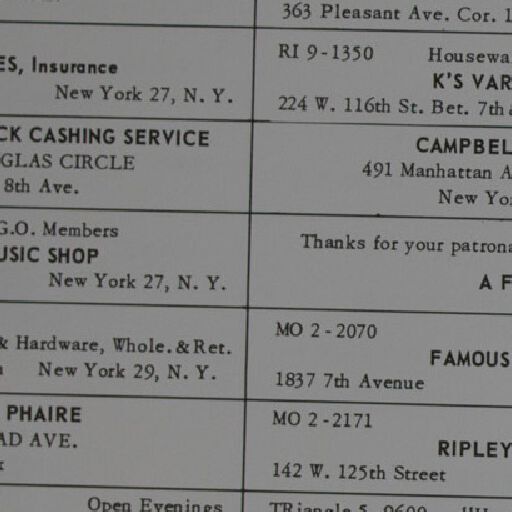 ES, Insurance
New York 27, N. Y.
CK CASHING SERVICE
GLAS CIRCLE
8th Ave.
G.O. Members
USIC SHOP
New York 27, N. Y.
& Hardware, Whole. & Ret.
New York 29, N. Y.
PHAIRE
AD AVE.
Open Evenings
363 Pleasant Ave. Cor. 1
RI 9-1350 Housewa
K'S VAR
224 W. 116th St. Bet. 7th &
CAMPBEL
491 Manhattan A
New Yo
Thanks for your patrona
A F
MO 2-2070
FAMOUS
1837 7th Avenue
MO 2-2171
RIPLEY
142 W. 125th Street
TRiangle 5-0600